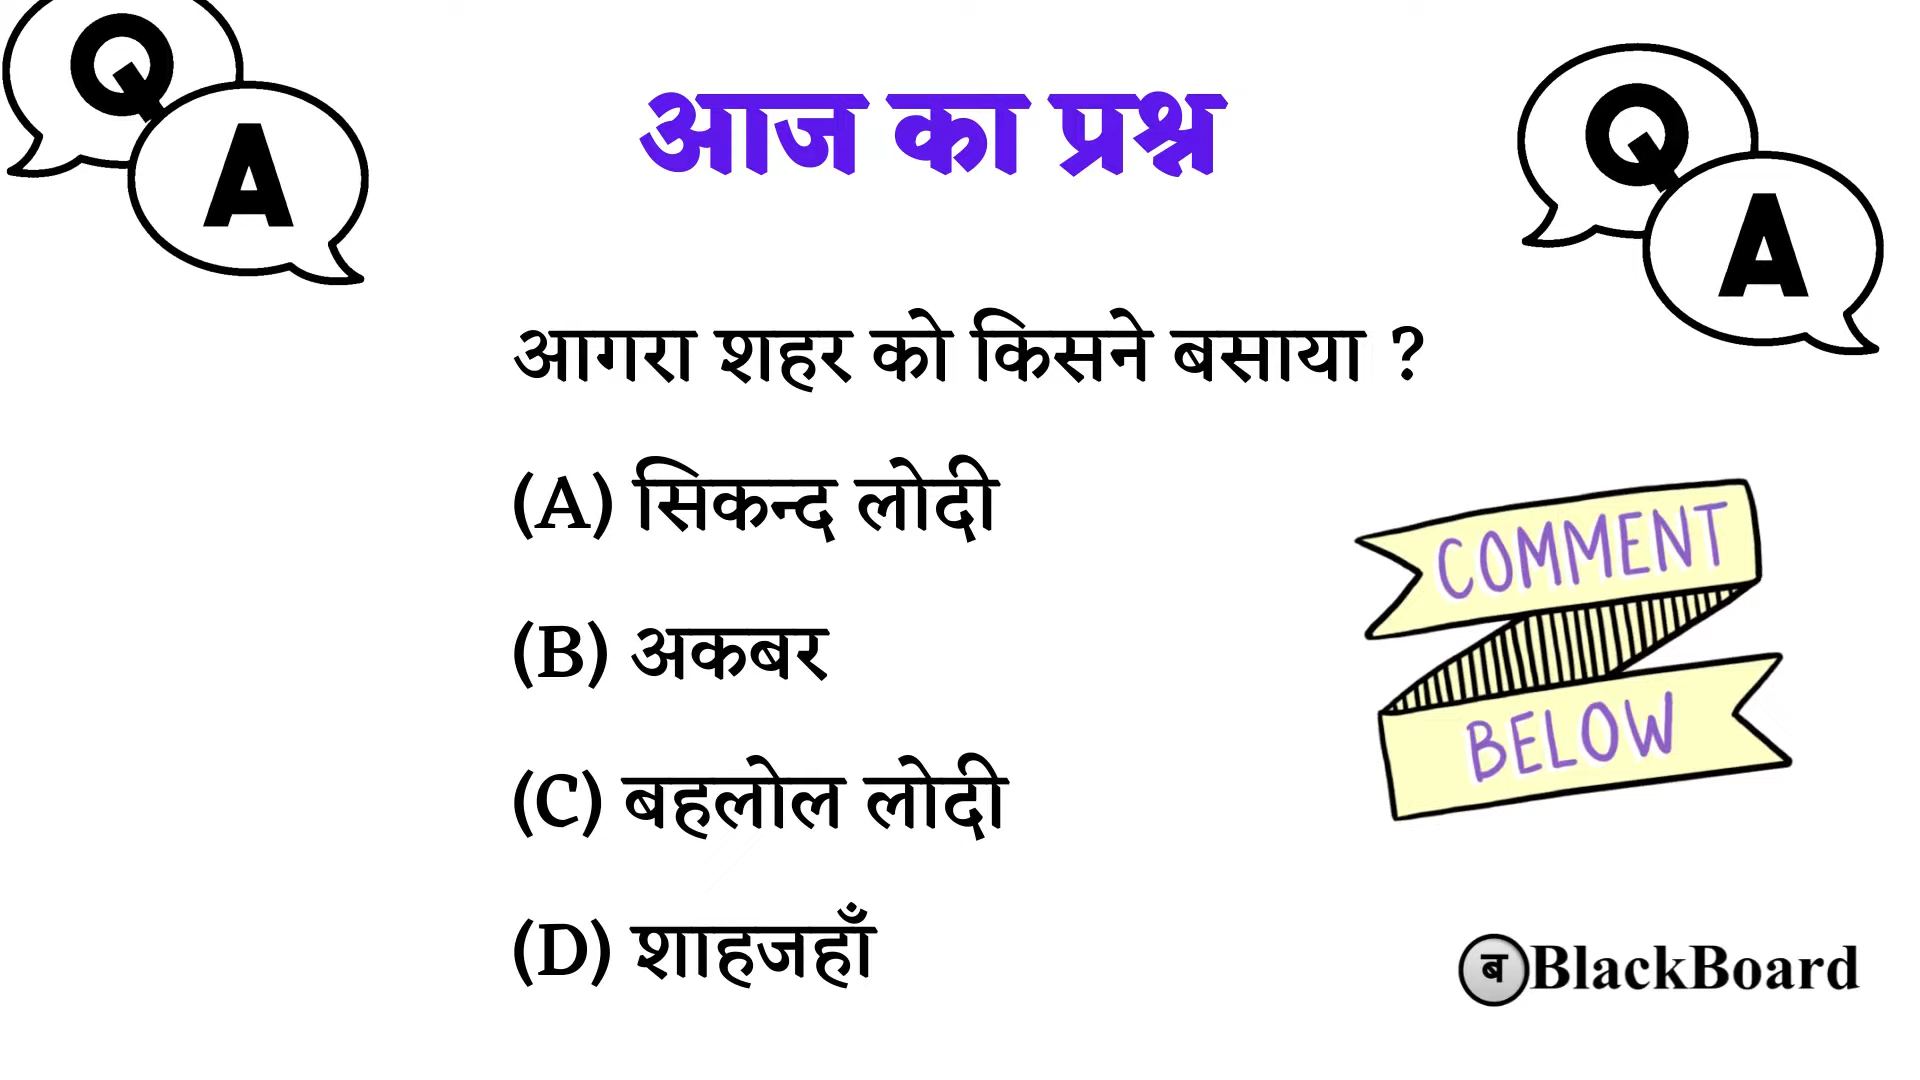 Q
A
आज का प्रश्न
Q
A
आगरा शहर को किसने बसाया ?
(A) सिकन्द लोदी
(B) अकबर
(C) बहलोल लोदी
(D) शाहजहाँ
COMMENT
BELOW
ब BlackBoard